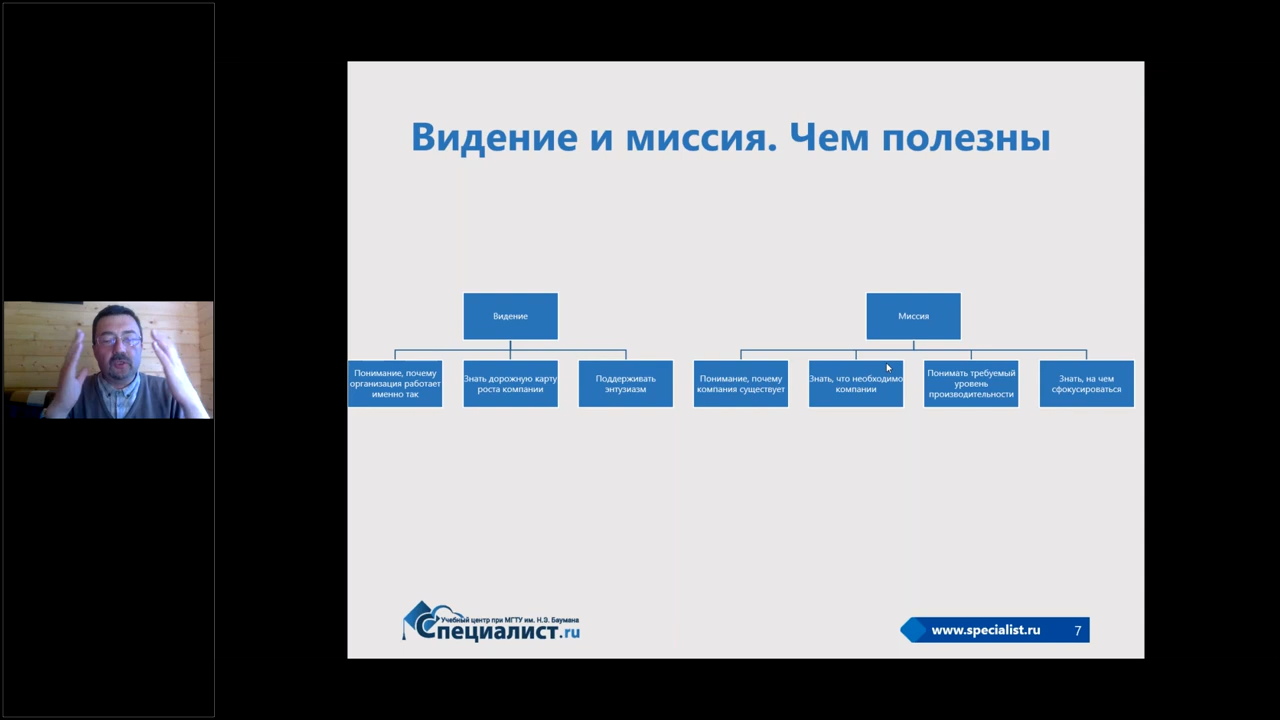 Видение и миссия. Чем полезны
Видение
Понимание, почему
организация работает
именно так
Знать дорожную карту
роста компании
Поддерживать
энтузиазм
Миссия
Понимание, почему
компания существует
Знать, что необходимо
компании
Понимать требуемый
уровень
производительности
Знать, на чем
сфокусироваться
Учебный центр при МГТУ им. Н.Э. Баумана
Специалист.ru
www.specialist.ru 7